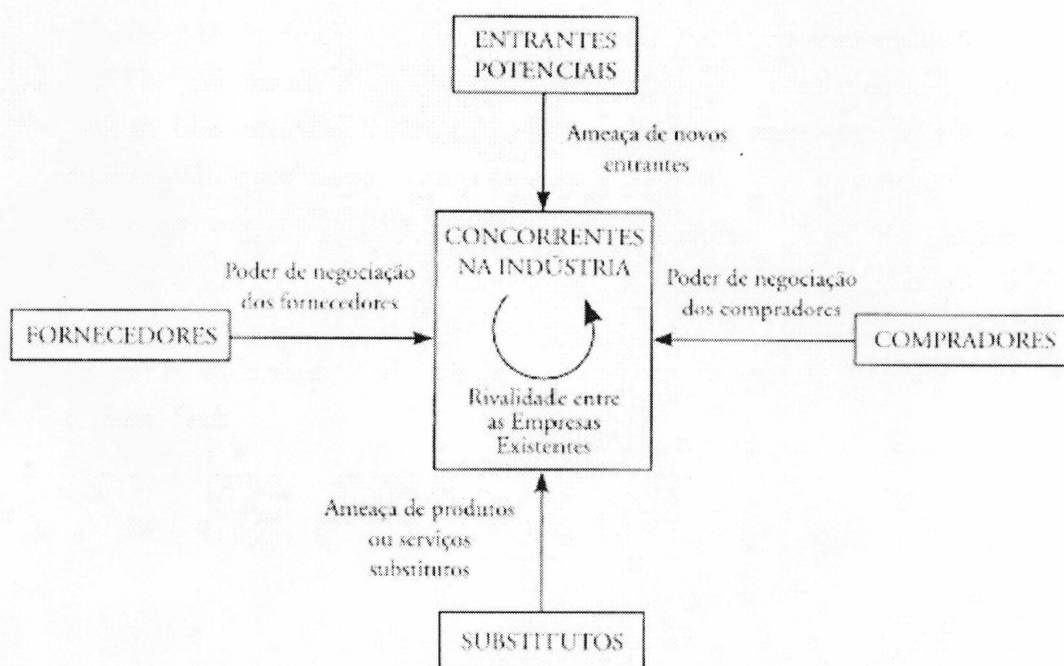 ENTRANTES
POTENCIAIS
Ameaça de novos
entrantes
CONCORRENTES
NA INDÚSTRIA
Poder de negociação
dos fornecedores
Poder de negociação
dos compradores
FORNECEDORES
COMPRADORES
Rivalidade entre
as Empresas
Existentes
Ameaça de produtos
ou serviços
substitutos
SUBSTITUTOS